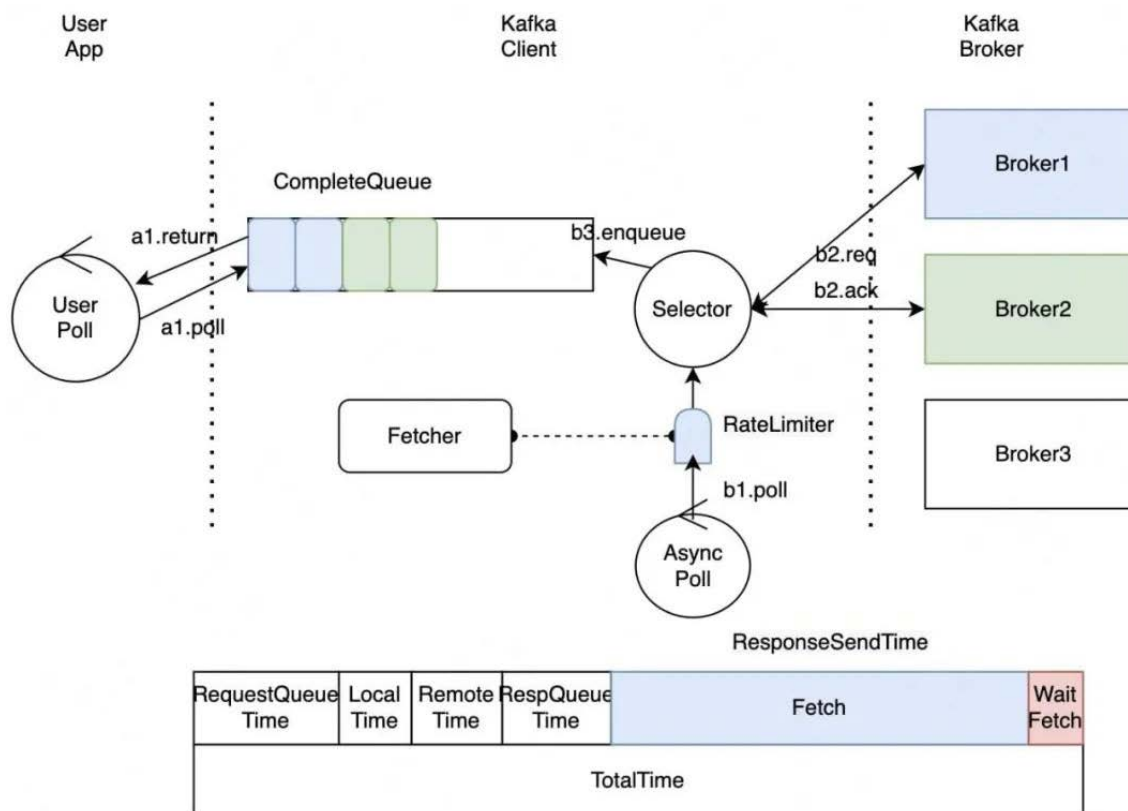 User
App
Kafka
Client
Kafka
Broker
Broker1
CompleteQueue
a1.return
b3.enqueue
b2.req
User
Poll
a1.poll
Selector
b2.ack
Broker2
Fetcher
RateLimiter
Broker3
b1.poll
Async
Poll
ResponseSendTime
RequestQueue
Time
Local
Time
Remote
Time
RespQueue
Time
Fetch
Wait
Fetch
TotalTime